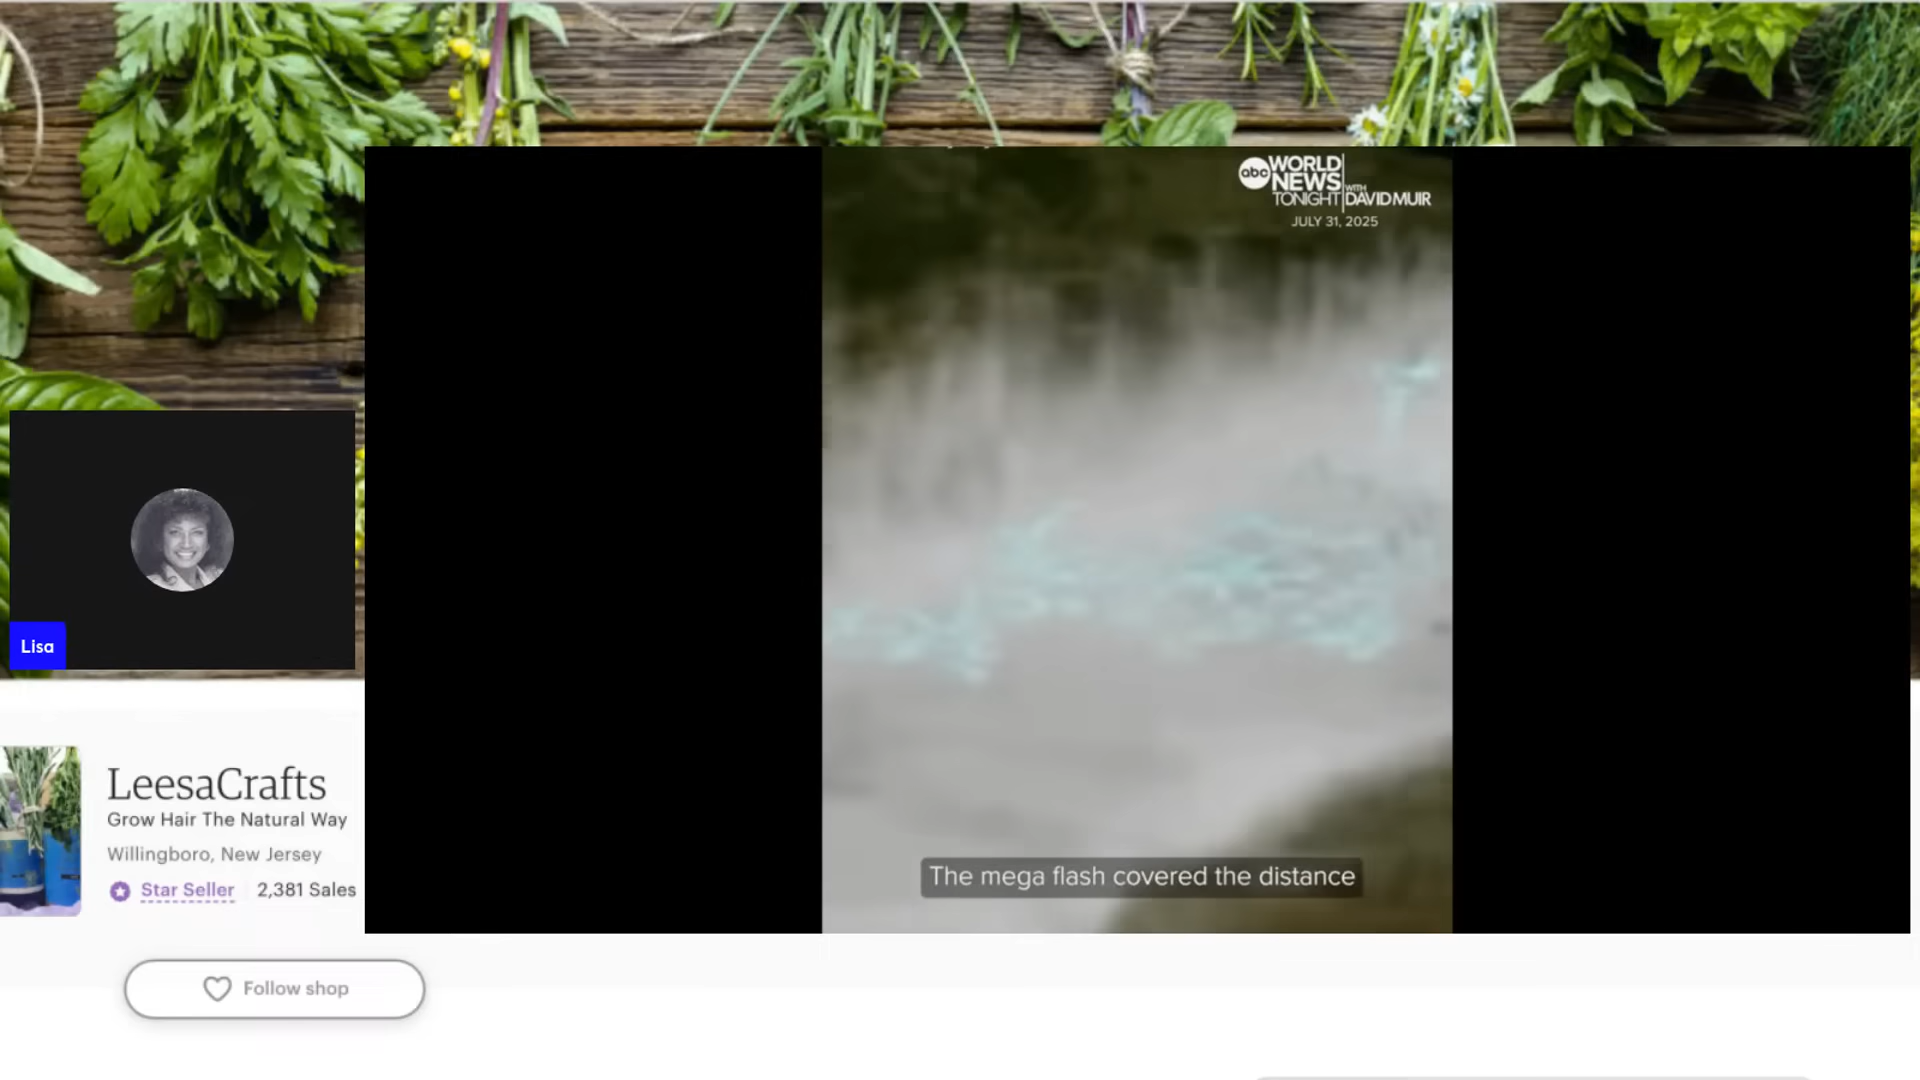 abc WORLD
NEWS
TONIGHT WITH DAVID MUIR
JULY 31, 2025
The mega flash covered the distance
Lisa
LeesaCrafts
Grow Hair The Natural Way
Willingboro, New Jersey
Star Seller 2,381 Sales
Follow shop